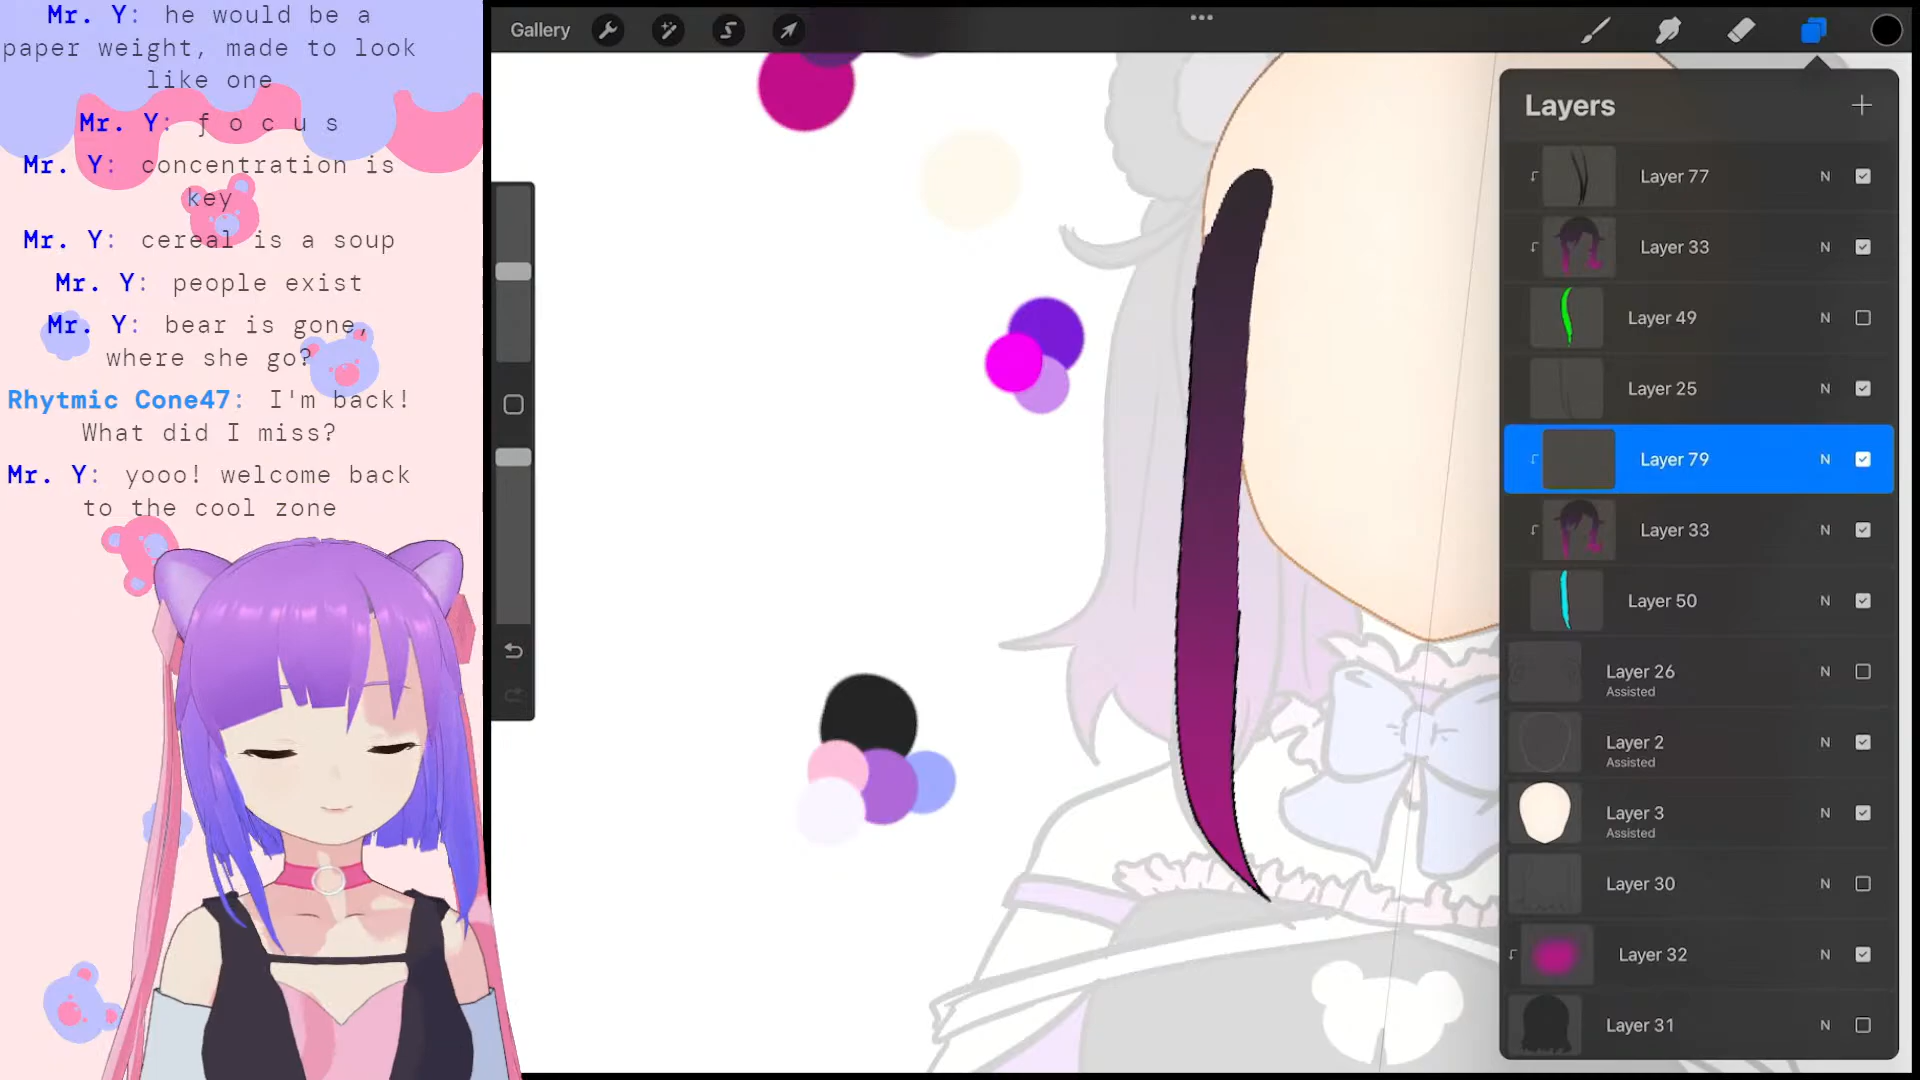 Mr. Y: he would be a
paper weight, made to look
like one
Mr. Y: f o c u s
Mr. Y: concentration is
key
Mr. Y: cereal is a soup
Mr. Y: people exist
Mr. Y: bear is gone,
where she go?
Rhytmic Cone47: I'm back!
What did I miss?
Mr. Y: yooo! welcome back
to the cool zone
Gallery
Layers
Layer 77 N
Layer 33 N
Layer 49 N
Layer 25 N
Layer 79 N
Layer 33 N
Layer 50 N
Layer 26 N
Assisted
Layer 2 N
Assisted
Layer 3 N
Assisted
Layer 30 N
Layer 32 N
Layer 31 N